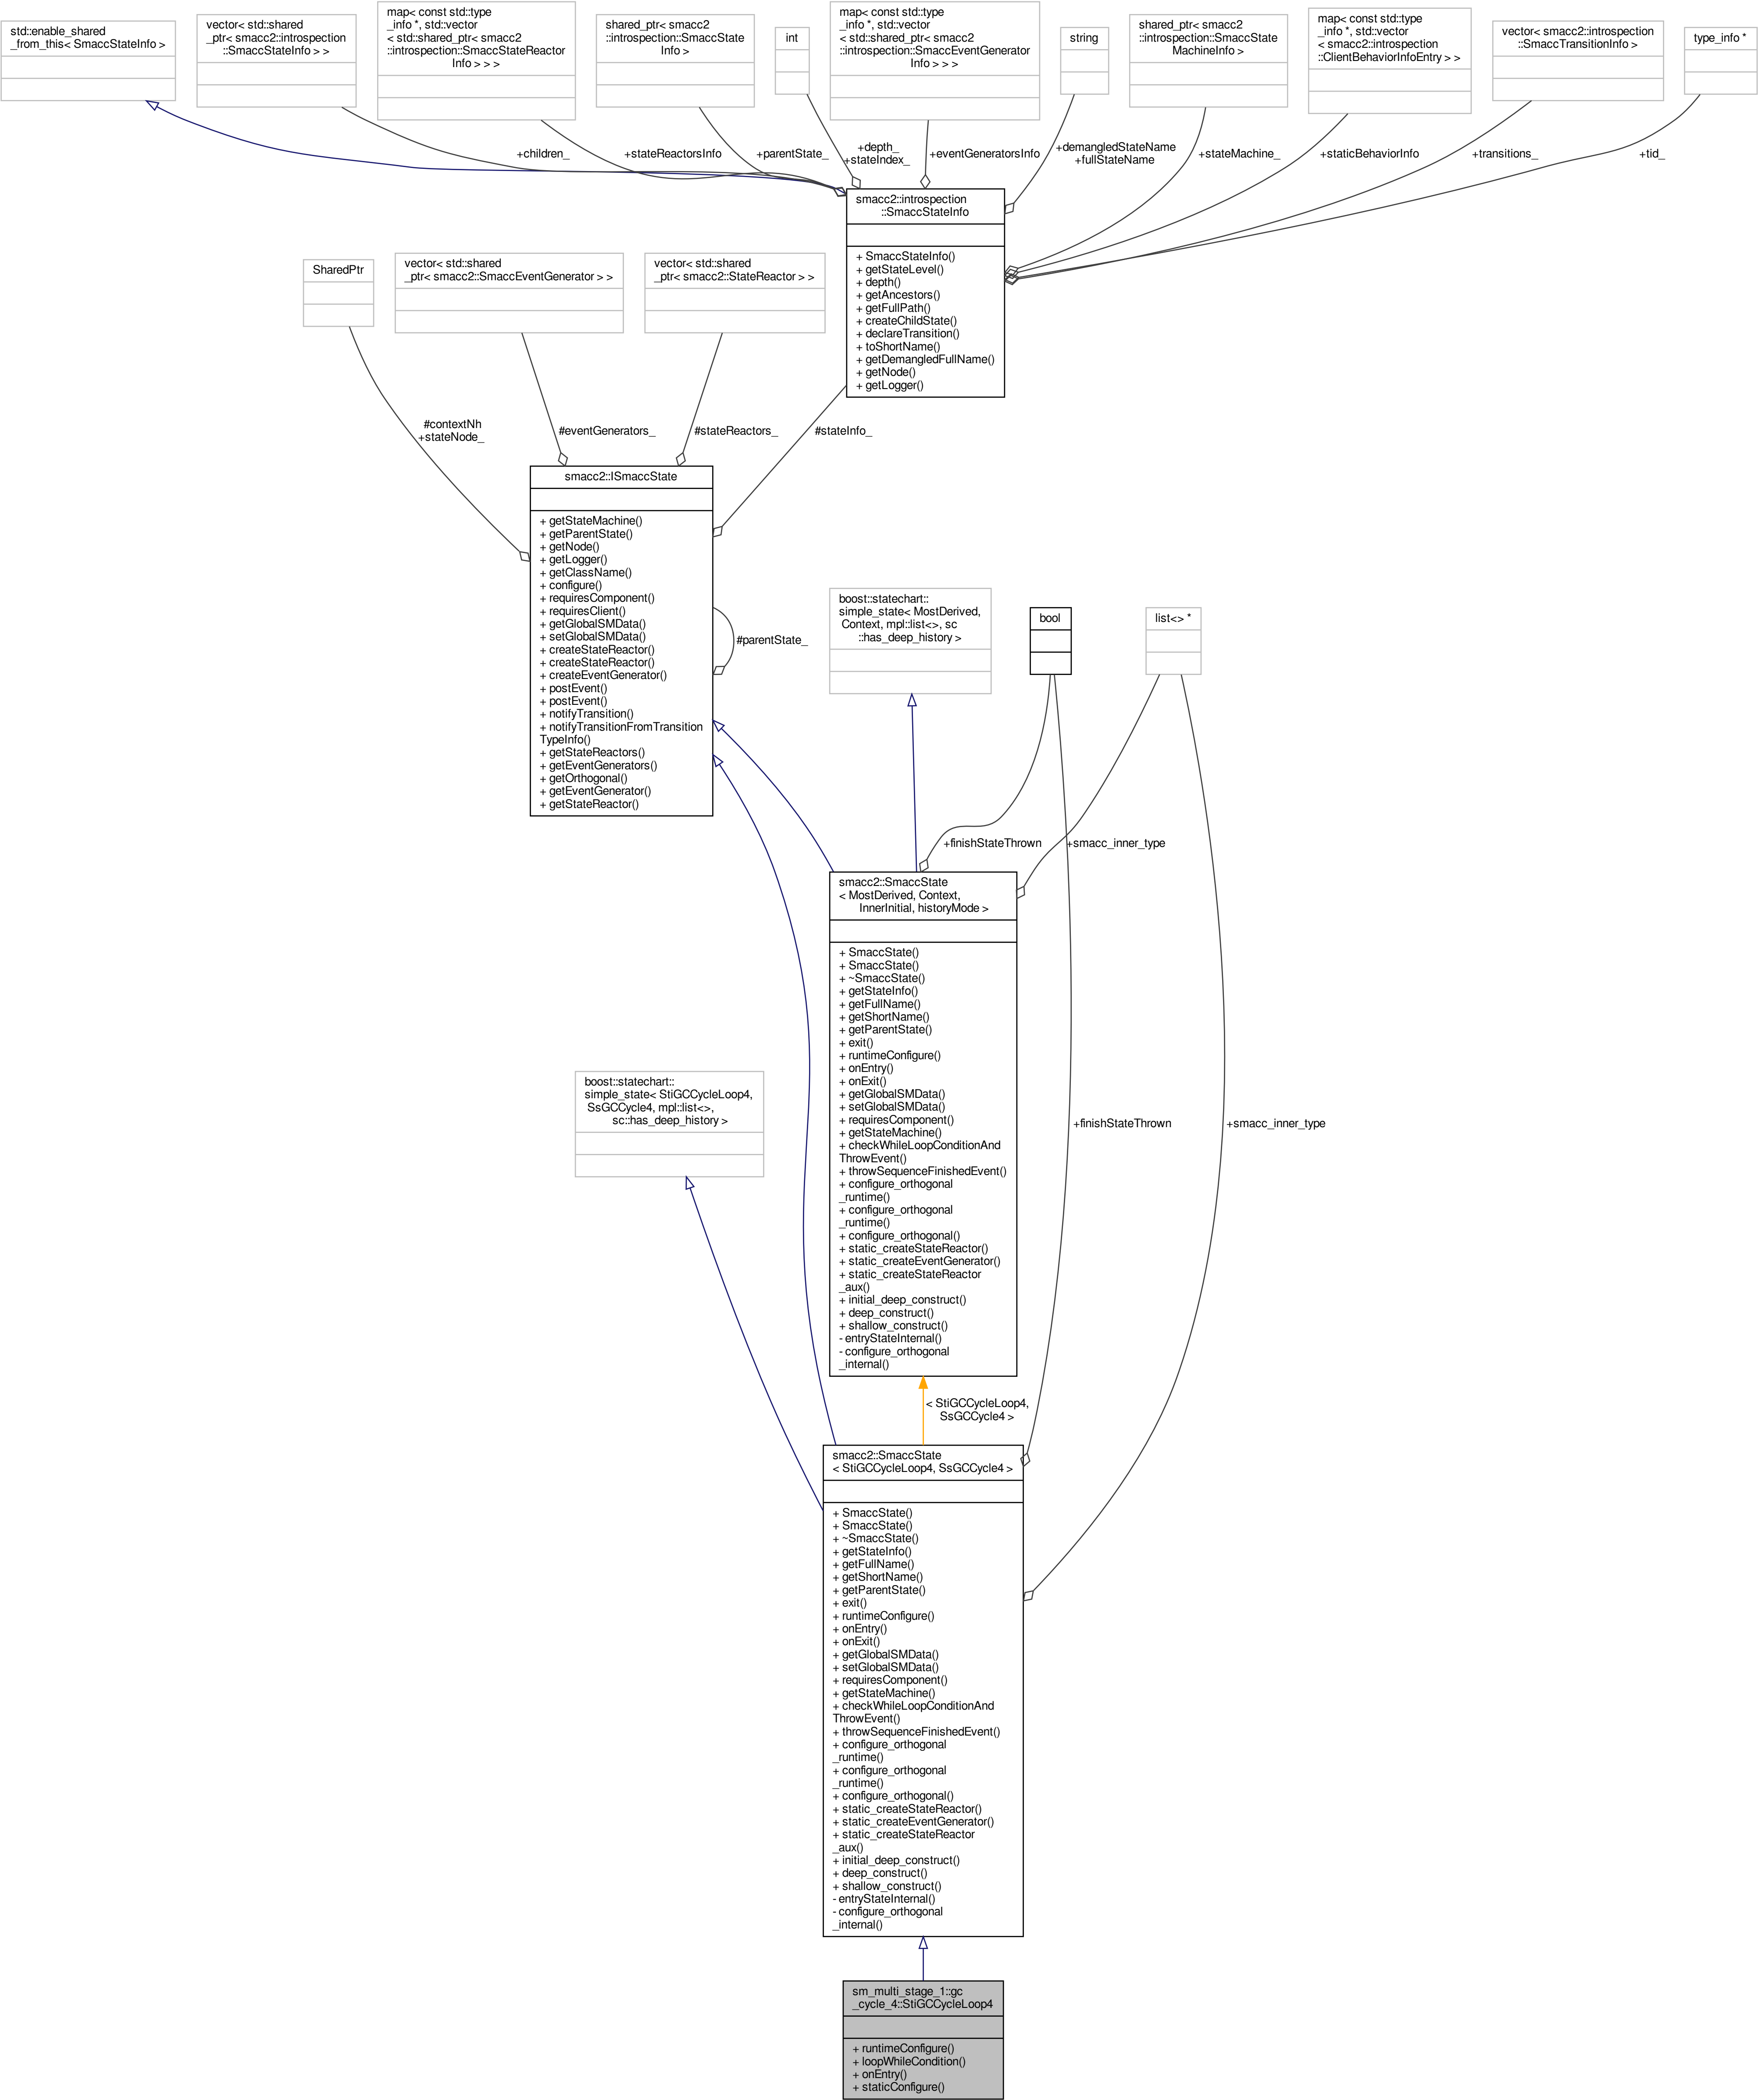 std::enable_shared
_from_this< SmaccStateInfo >
vector< std::shared
_ptr< smacc2::introspection
::SmaccStateInfo > >
map< const std::type
_info *, std::vector
< std::shared_ptr< smacc2
::introspection::SmaccStateReactor
Info > > >
shared_ptr< smacc2
::introspection::SmaccState
Info >
int
map< const std::type
_info *, std::vector
< std::shared_ptr< smacc2
::introspection::SmaccEventGenerator
Info > > >
string
shared_ptr< smacc2
::introspection::SmaccState
MachineInfo >
map< const std::type
_info *, std::vector
< smacc2::introspection
::ClientBehaviorInfoEntry > >
vector< smacc2::introspection
::SmaccTransitionInfo >
type_info *
+children_
+stateReactorsInfo
+parentState_
+depth_
+stateIndex_
+eventGeneratorsInfo
+demangledStateName
+fullStateName
+stateMachine_
+staticBehaviorInfo
+transitions_
+tid_
smacc2::introspection
::SmaccStateInfo
+ SmaccStateInfo()
+ getStateLevel()
+ depth()
+ getAncestors()
+ getFullPath()
+ createChildState()
+ declareTransition()
+ toShortName()
+ getDemangledFullName()
+ getNode()
+ getLogger()
SharedPtr
vector< std::shared
_ptr< smacc2::SmaccEventGenerator > >
vector< std::shared
_ptr< smacc2::StateReactor > >
#contextNh
+stateNode_
#eventGenerators_
#stateReactors_
#stateInfo_
smacc2::ISmaccState
+ getStateMachine()
+ getParentState()
+ getNode()
+ getLogger()
+ getClassName()
+ configure()
+ requiresComponent()
+ requiresClient()
+ getGlobalSMData()
+ setGlobalSMData()
+ createStateReactor()
+ createStateReactor()
+ createEventGenerator()
+ postEvent()
+ postEvent()
+ notifyTransition()
+ notifyTransitionFromTransition
TypeInfo()
+ getStateReactors()
+ getEventGenerators()
+ getOrthogonal()
+ getEventGenerator()
+ getStateReactor()
#parentState_
boost::statechart::
simple_state< MostDerived,
Context, mpl::list<>, sc
::has_deep_history >
bool
list<> *
+finishStateThrown
+smacc_inner_type
smacc2::SmaccState
< MostDerived, Context,
InnerInitial, historyMode >
+ SmaccState()
+ SmaccState()
+ ~SmaccState()
+ getStateInfo()
+ getFullName()
+ getShortName()
+ getParentState()
+ exit()
+ runtimeConfigure()
+ onEntry()
+ onExit()
+ getGlobalSMData()
+ setGlobalSMData()
+ requiresComponent()
+ getStateMachine()
+ checkWhileLoopConditionAnd
ThrowEvent()
+ throwSequenceFinishedEvent()
+ configure_orthogonal
_runtime()
+ configure_orthogonal
_runtime()
+ configure_orthogonal()
+ static_createStateReactor()
+ static_createEventGenerator()
+ static_createStateReactor
_aux()
+ initial_deep_construct()
+ deep_construct()
+ shallow_construct()
- entryStateInternal()
- configure_orthogonal
_internal()
boost::statechart::
simple_state< StiGCCycleLoop4,
SsGCCycle4, mpl::list<>,
sc::has_deep_history >
+finishStateThrown
+smacc_inner_type
< StiGCCycleLoop4,
SsGCCycle4 >
smacc2::SmaccState
< StiGCCycleLoop4, SsGCCycle4 >
+ SmaccState()
+ SmaccState()
+ ~SmaccState()
+ getStateInfo()
+ getFullName()
+ getShortName()
+ getParentState()
+ exit()
+ runtimeConfigure()
+ onEntry()
+ onExit()
+ getGlobalSMData()
+ setGlobalSMData()
+ requiresComponent()
+ getStateMachine()
+ checkWhileLoopConditionAnd
ThrowEvent()
+ throwSequenceFinishedEvent()
+ configure_orthogonal
_runtime()
+ configure_orthogonal
_runtime()
+ configure_orthogonal()
+ static_createStateReactor()
+ static_createEventGenerator()
+ static_createStateReactor
_aux()
+ initial_deep_construct()
+ deep_construct()
+ shallow_construct()
- entryStateInternal()
- configure_orthogonal
_internal()
sm_multi_stage_1::gc
_cycle_4::StiGCCycleLoop4
+ runtimeConfigure()
+ loopWhileCondition()
+ onEntry()
+ staticConfigure()